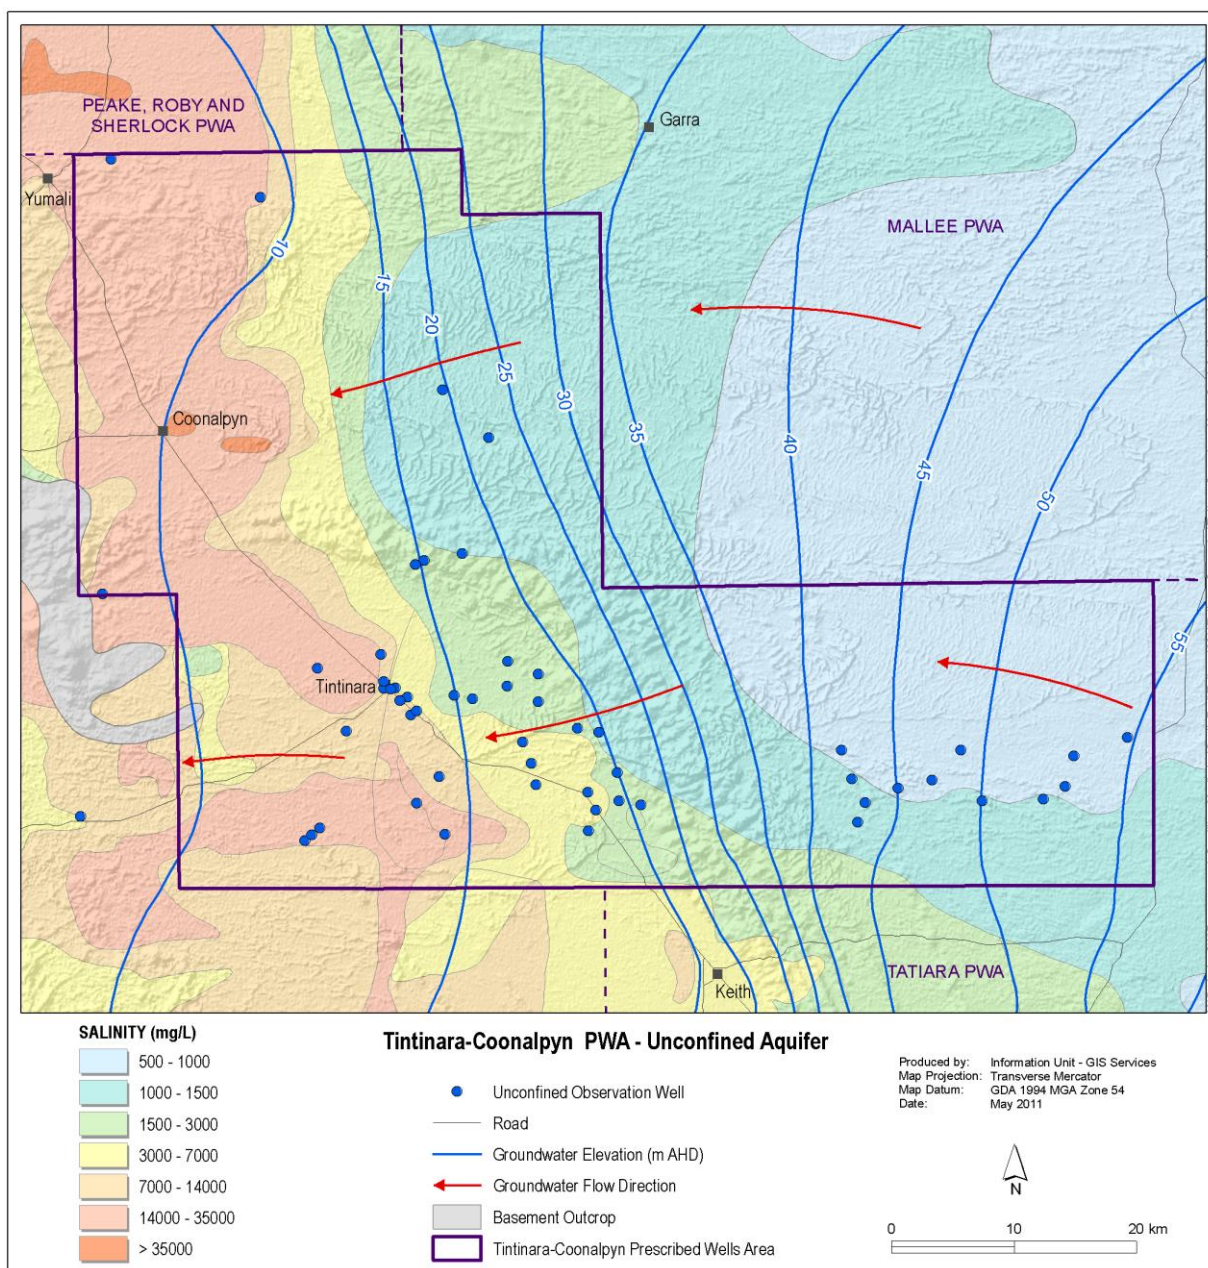 PEAKE, ROBY AND
SHERLOCK PWA
Garra
Yumali
MALLEE PWA
10
15
20
25
30
35
40
45
50
55
Coonalpyn
Tintinara
TATIARA PWA
Keith
SALINITY (mg/L)
500 - 1000
1000 - 1500
1500 - 3000
3000 - 7000
7000 - 14000
14000 - 35000
> 35000
Tintinara-Coonalpyn PWA - Unconfined Aquifer
Unconfined Observation Well
Road
Groundwater Elevation (m AHD)
Groundwater Flow Direction
Basement Outcrop
Tintinara-Coonalpyn Prescribed Wells Area
Produced by: Information Unit - GIS Services
Map Projection: Transverse Mercator
Map Datum: GDA 1994 MGA Zone 54
Date: May 2011
N
0 10 20 km